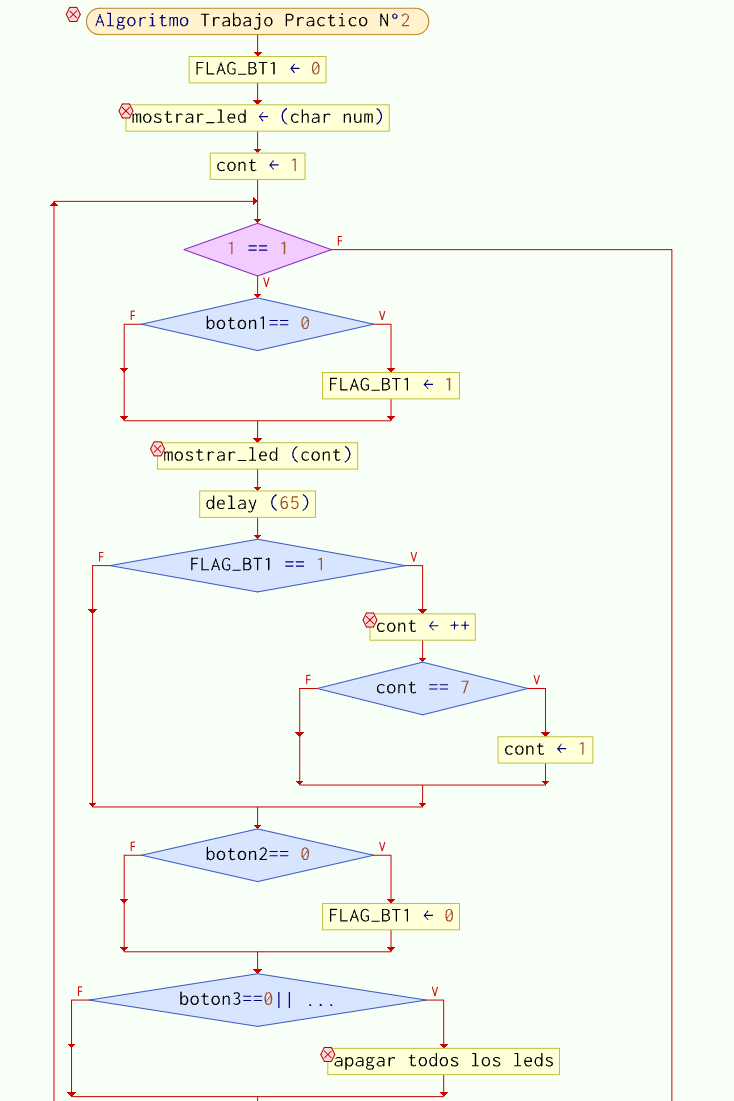 Algoritmo Trabajo Practico N°2
FLAG_BT1 ← 0
mostrar_led ← (char num)
cont ← 1
1 == 1
F
V
boton1== 0
F
V
FLAG_BT1 ← 1
mostrar_led (cont)
delay (65)
FLAG_BT1 == 1
F
V
cont ← ++
cont == 7
F
V
cont ← 1
boton2== 0
F
V
FLAG_BT1 ← 0
boton3==0|| ...
F
V
apagar todos los leds